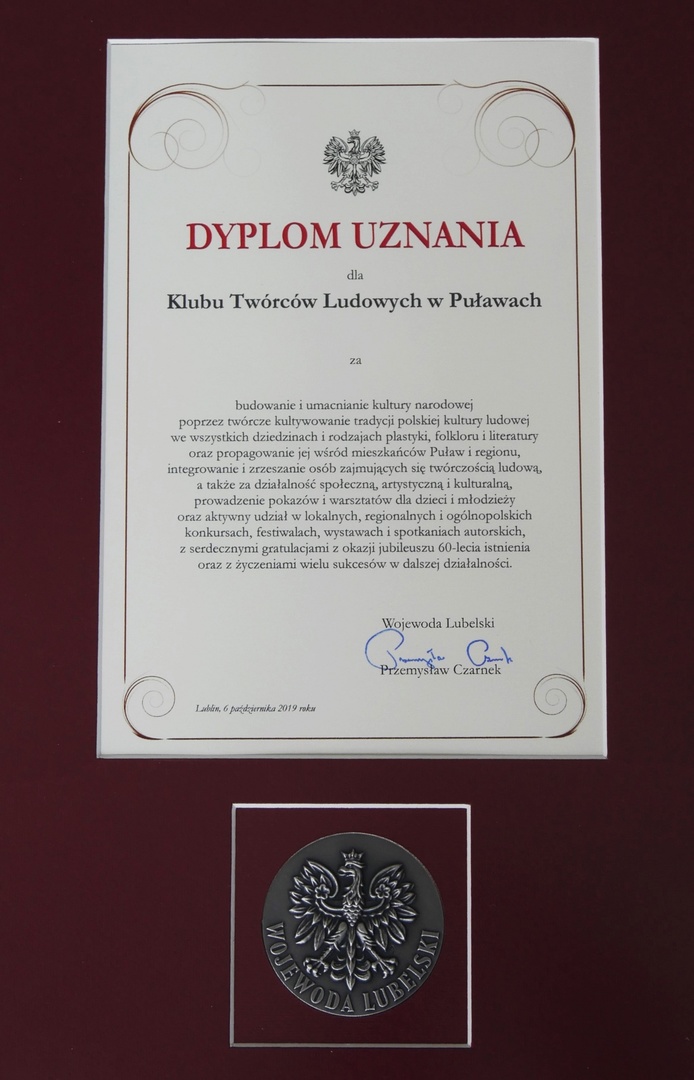 DYPLOM UZNANIA
dla
Klubu Twórców Ludowych w Puławach
za
budowanie i umacnianie kultury narodowej
poprzez twórcze kultywowanie tradycji polskiej kultury ludowej
we wszystkich dziedzinach i rodzajach plastyki, folkloru i literatury
oraz propagowanie jej wśród mieszkańców Puław i regionu,
integrowanie i zrzeszanie osób zajmujących się twórczością ludową,
a także za działalność społeczną, artystyczną i kulturalną,
prowadzenie pokazów i warsztatów dla dzieci i młodzieży
oraz aktywny udział w lokalnych, regionalnych i ogólnopolskich
konkursach, festiwalach, wystawach i spotkaniach autorskich,
z serdecznymi gratulacjami z okazji jubileuszu 60-lecia istnienia
oraz z życzeniami wielu sukcesów w dalszej działalności.
Wojewoda Lubelski
Przemysław Czarnek
Przemysław Czarnek
Lublin, 6 października 2019 roku
WOJEWODA LUBELSKI